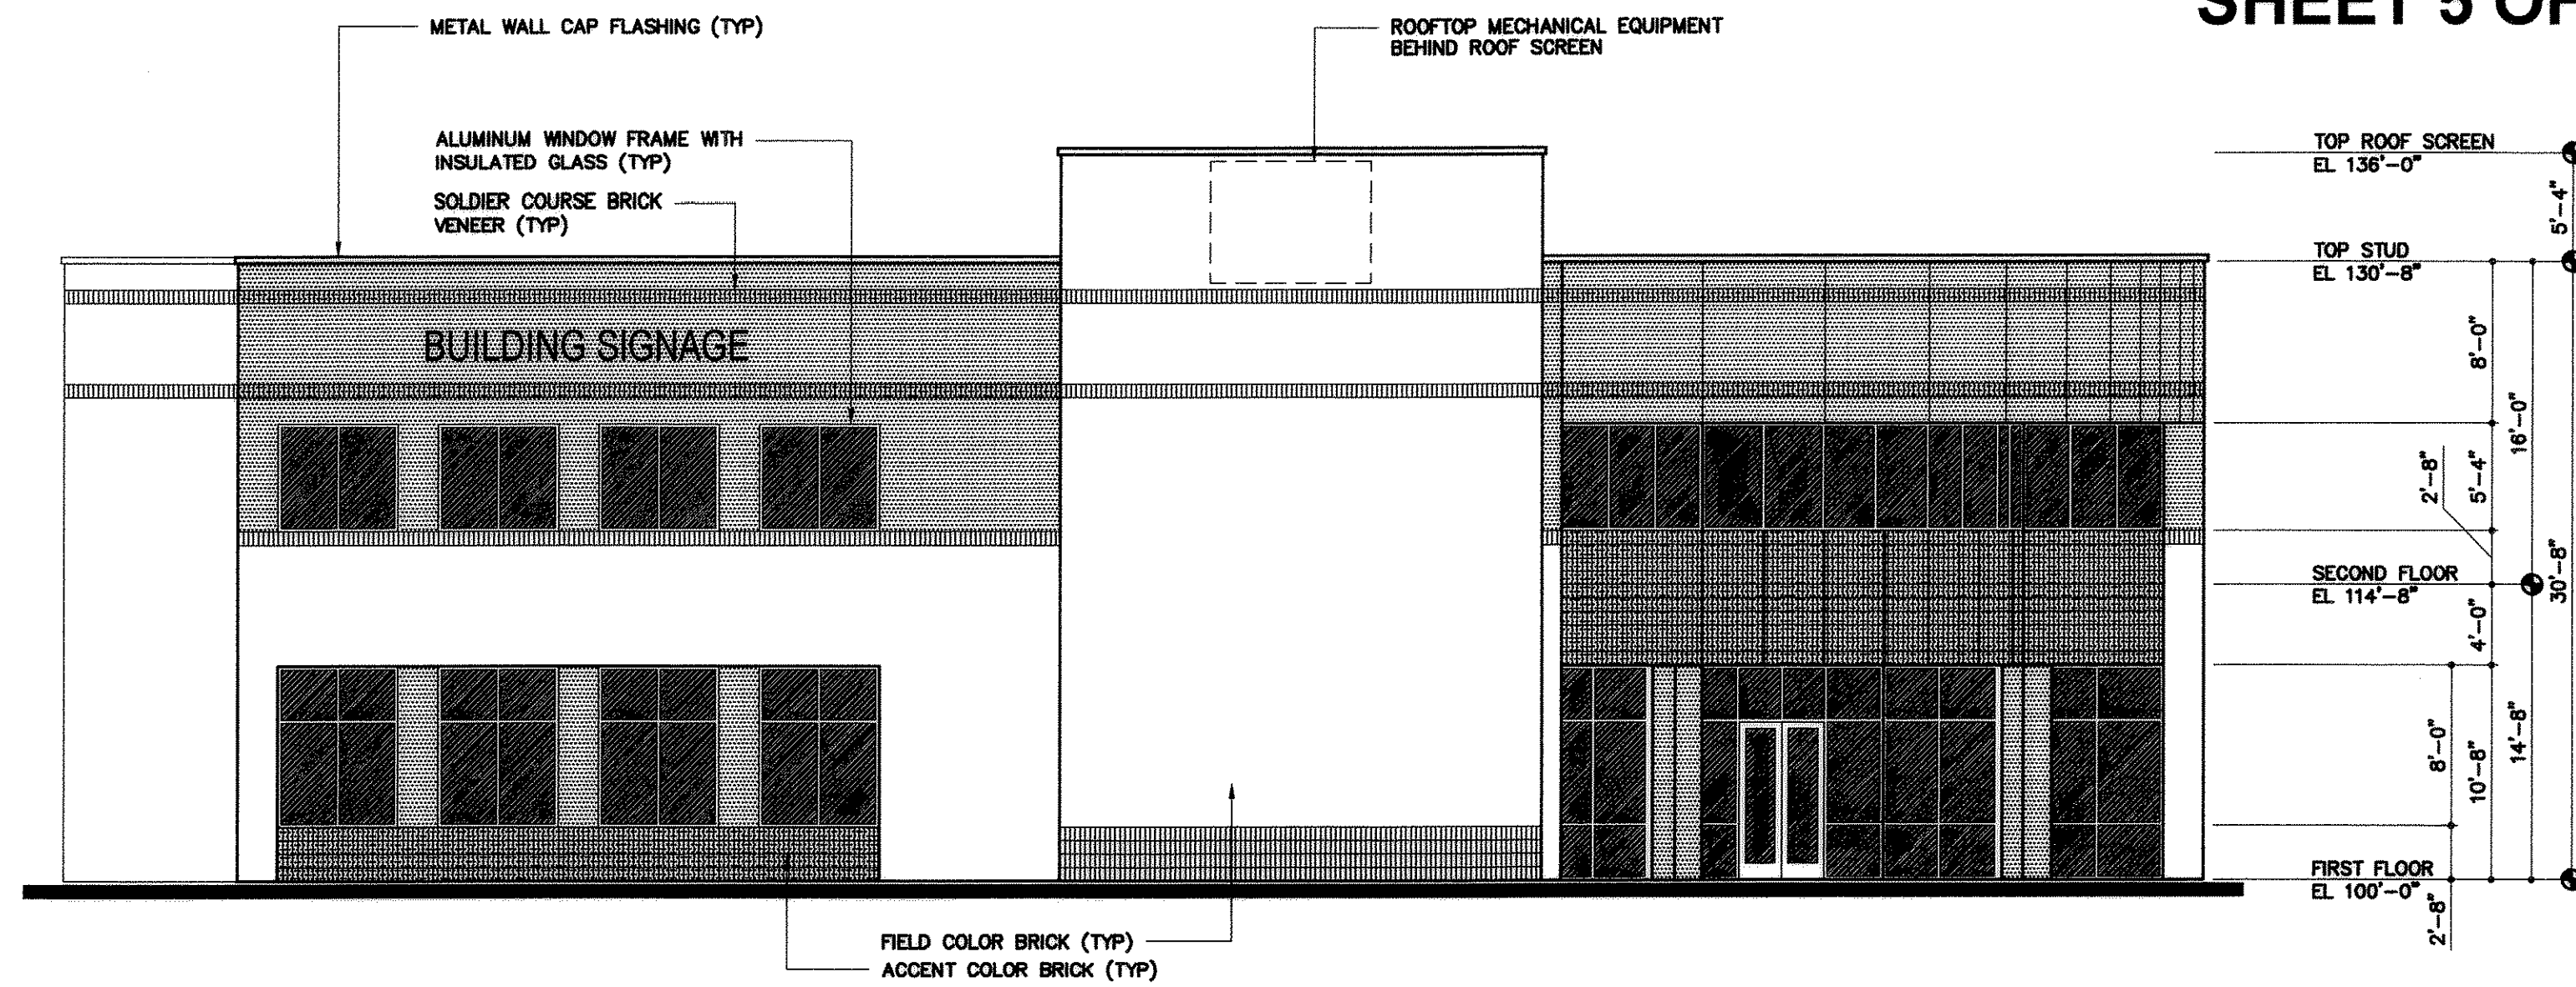 SHEET 5 OF
METAL WALL CAP FLASHING (TYP)
ROOFTOP MECHANICAL EQUIPMENT
BEHIND ROOF SCREEN
ALUMINUM WINDOW FRAME WITH
INSULATED GLASS (TYP)
SOLDIER COURSE BRICK
VENEER (TYP)
BUILDING SIGNAGE
TOP ROOF SCREEN
EL 136'-0"
5'-4"
TOP STUD
EL 130'-8"
8'-0"
16'-0"
2'-8"
5'-4"
30'-8"
SECOND FLOOR
EL 114'-8"
4'-0"
8'-0"
10'-8"
14'-8"
FIRST FLOOR
EL 100'-0"
2'-8"
FIELD COLOR BRICK (TYP)
ACCENT COLOR BRICK (TYP)